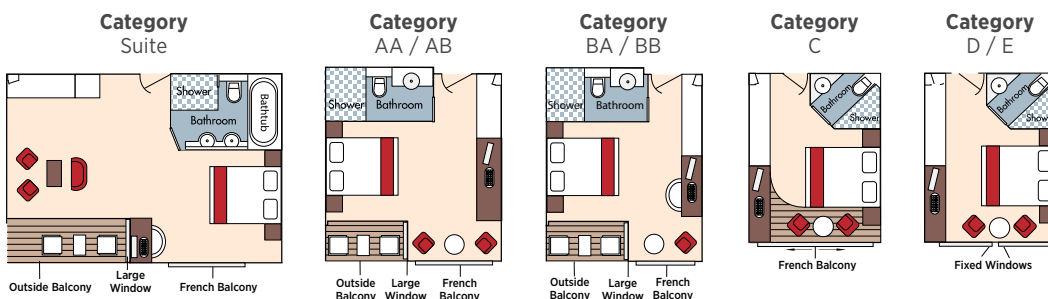 Category
Suite
Shower
Bathroom
Bathtub
Outside Balcony
Large
Window
French Balcony
Category
AA / AB
Shower
Bathroom
Outside
Balcony
Large
Window
French
Balcony
Category
BA / BB
Shower
Bathroom
Outside
Balcony
Large
Window
French
Balcony
Category
C
Bathroom
Shower
French Balcony
Category
D / E
Bathroom
Shower
Fixed Windows